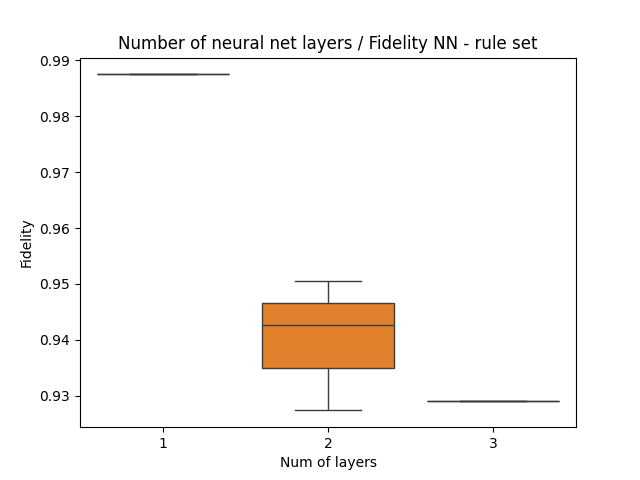 Number of neural net layers / Fidelity NN - rule set
0.99
0.98
0.97
0.96
0.95
0.94
0.93
Fidelity
1 2 3
Num of layers